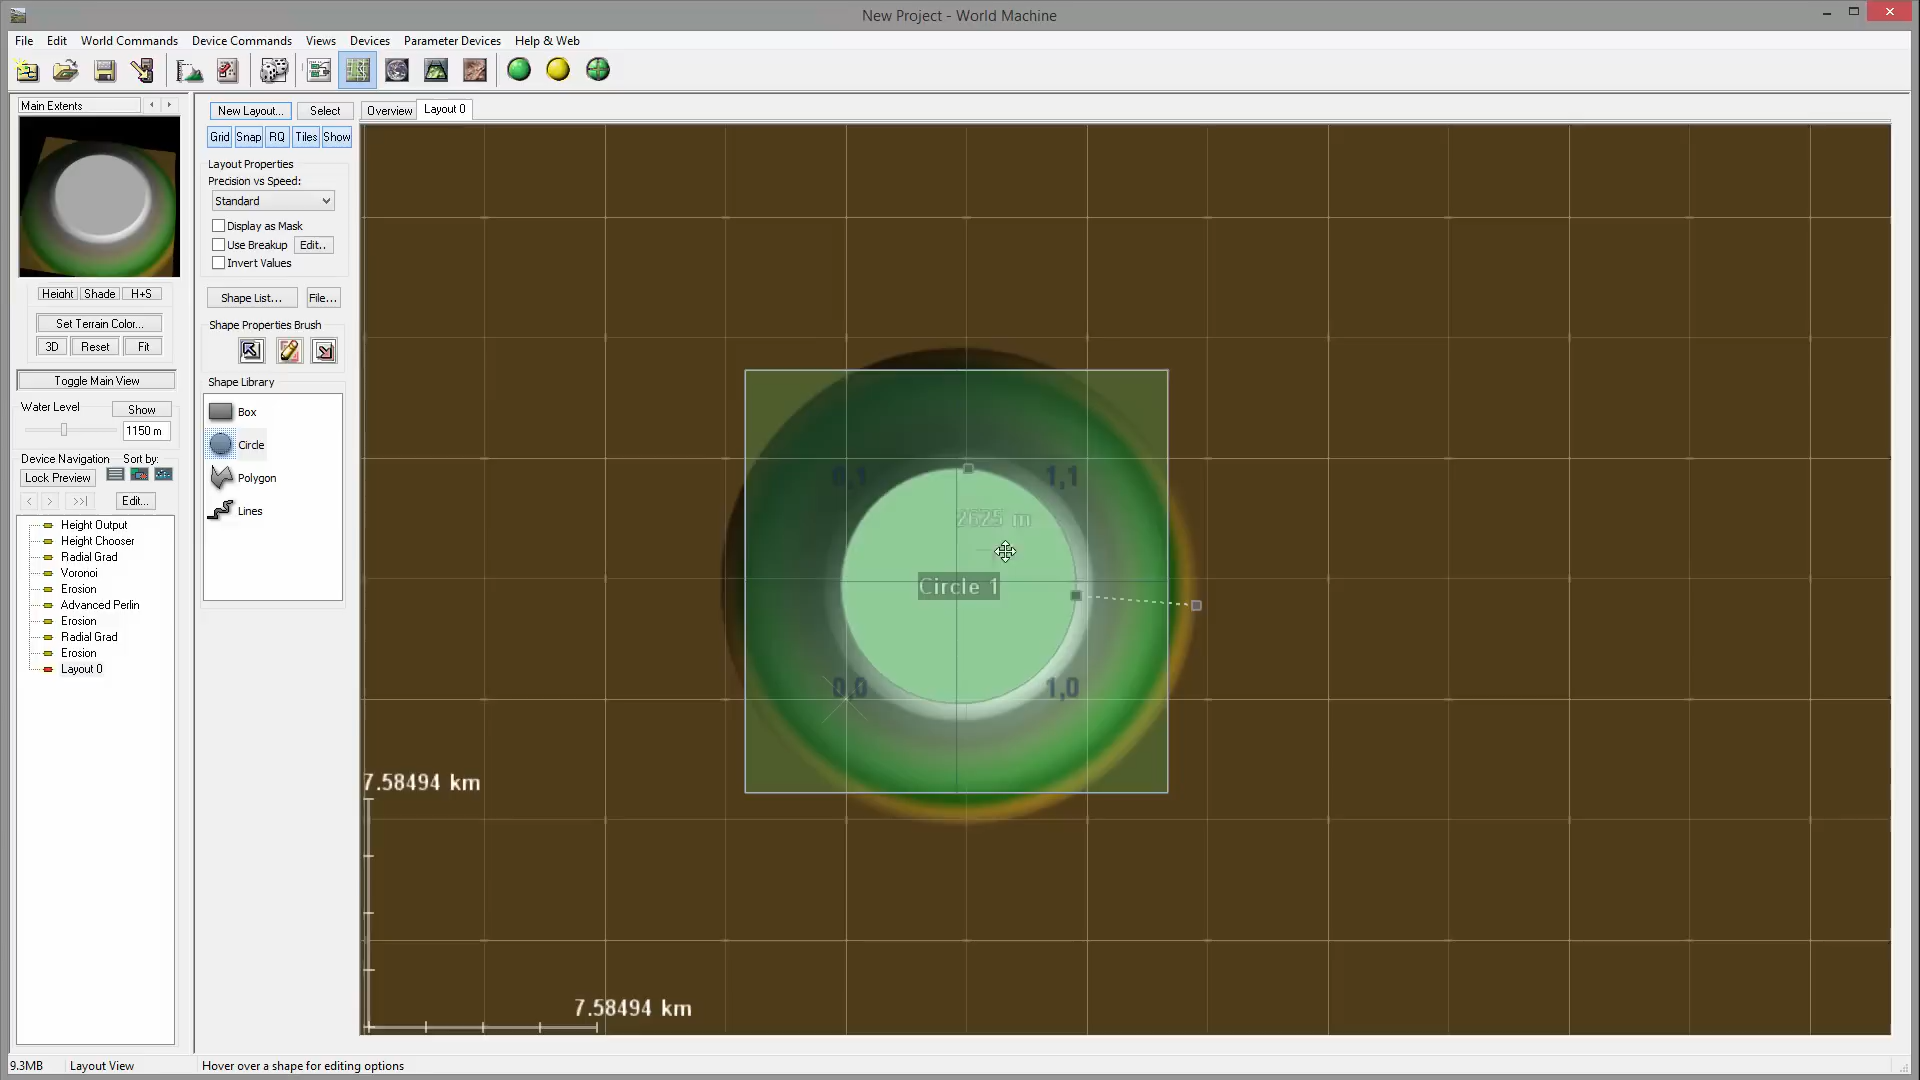 New Project - World Machine
File Edit World Commands Device Commands Views Devices Parameter Devices Help & Web
Main Extents
New Layout... Select Overview Layout 0
Grid Snap RQ Tiles Show
Layout Properties
Precision vs Speed:
Standard
Display as Mask
Use Breakup Edit..
Invert Values
Shape List... File...
Shape Properties Brush
Shape Library
Box
Circle
Polygon
Lines
Height Shade H+S
Set Terrain Color...
3D Reset Fit
Toggle Main View
Water Level Show
1150 m
Device Navigation Sort by:
Lock Preview
< > >>| Edit...
Height Output
Height Chooser
Radial Grad
Voronoi
Erosion
Advanced Perlin
Erosion
Radial Grad
Erosion
Layout 0
0,1 1,1
2625 m
Circle 1
0,0 1,0
7.58494 km
7.58494 km
9.3MB Layout View Hover over a shape for editing options